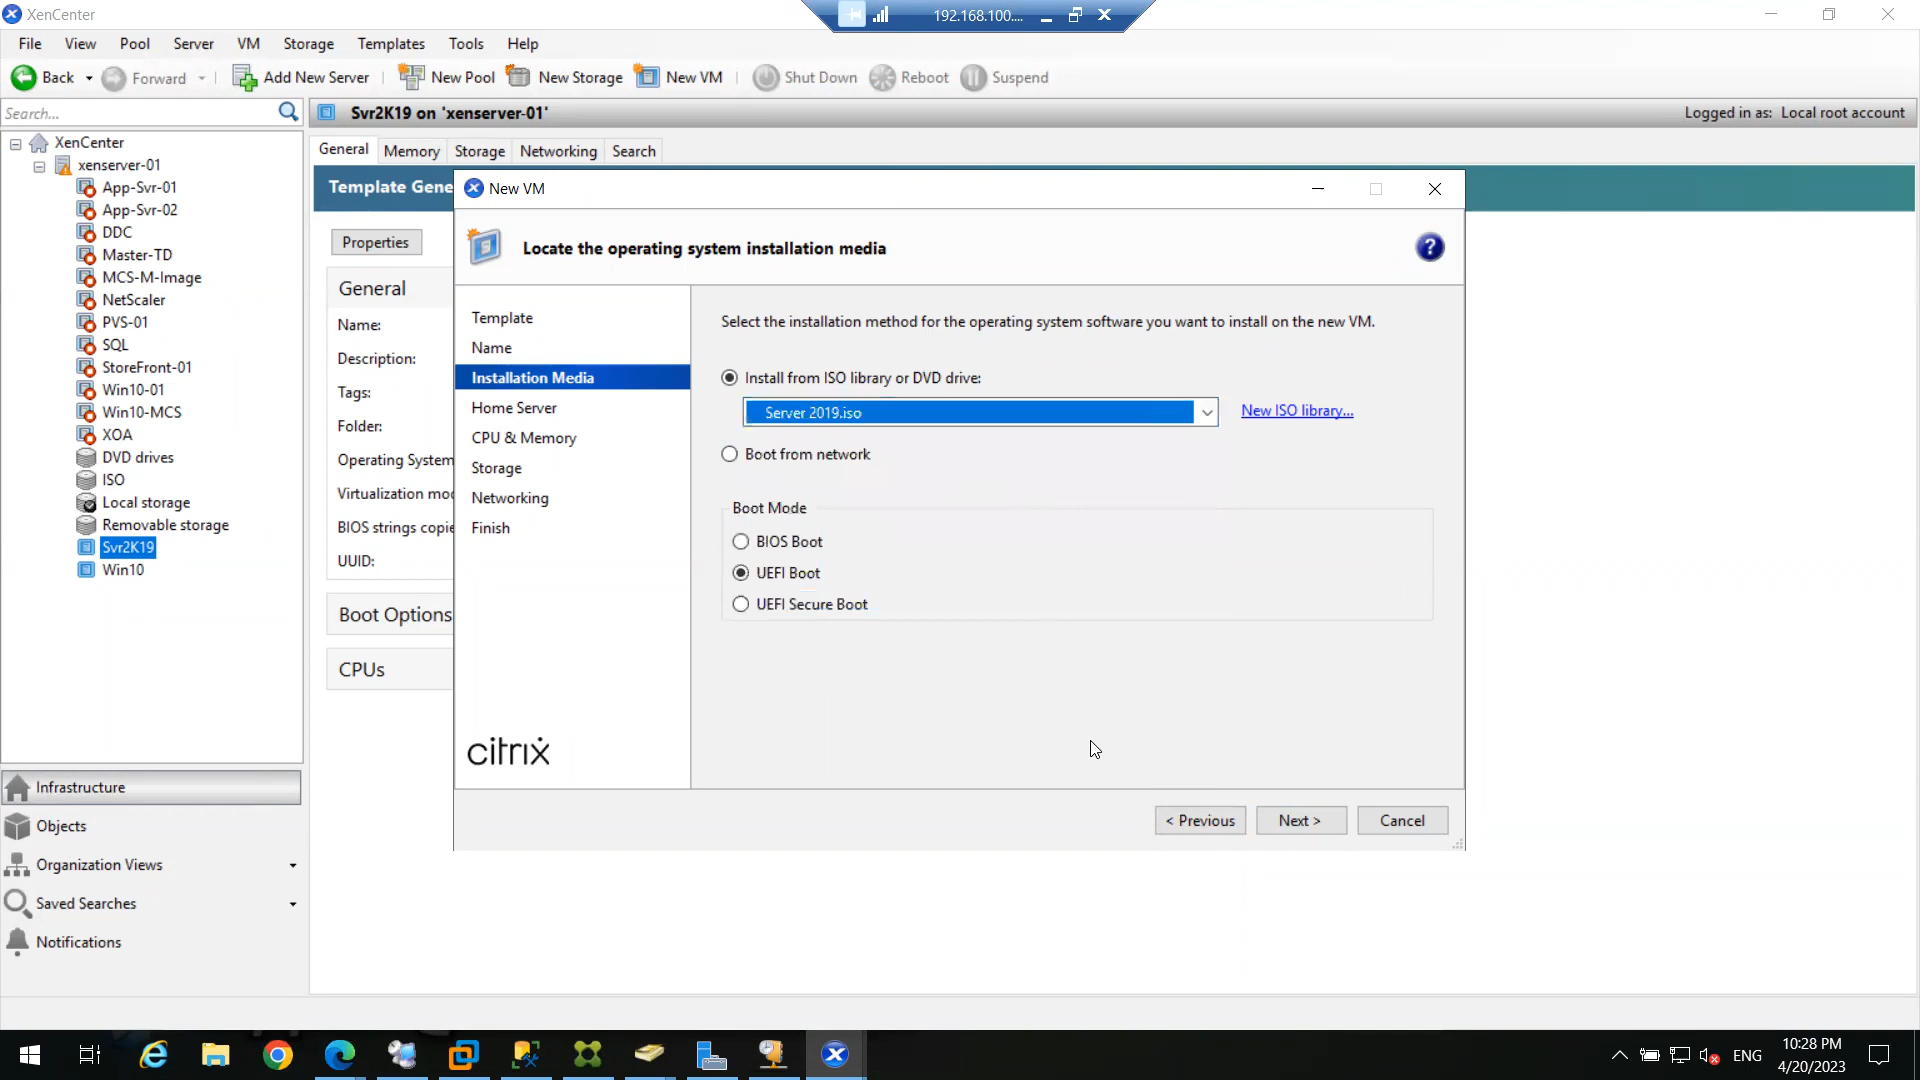 XenCenter
192.168.100....
File View Pool Server VM Storage Templates Tools Help
Back Forward Add New Server New Pool New Storage New VM Shut Down Reboot Suspend
Search...
Svr2K19 on 'xenserver-01'
Logged in as: Local root account
XenCenter
xenserver-01
App-Svr-01
App-Svr-02
DDC
Master-TD
MCS-M-Image
NetScaler
PVS-01
SQL
StoreFront-01
Win10-01
Win10-MCS
XOA
DVD drives
ISO
Local storage
Removable storage
Svr2K19
Win10
Infrastructure
Objects
Organization Views
Saved Searches
Notifications
General Memory Storage Networking Search
Template Gene
Properties
General
Name:
Description:
Tags:
Folder:
Operating System
Virtualization mo
BIOS strings copie
UUID:
Boot Options
CPUs
New VM
Locate the operating system installation media
?
Template
Name
Installation Media
Home Server
CPU & Memory
Storage
Networking
Finish
citrix
Select the installation method for the operating system software you want to install on the new VM.
Install from ISO library or DVD drive:
Server 2019.iso
New ISO library...
Boot from network
Boot Mode
BIOS Boot
UEFI Boot
UEFI Secure Boot
< Previous Next > Cancel
ENG
10:28 PM
4/20/2023